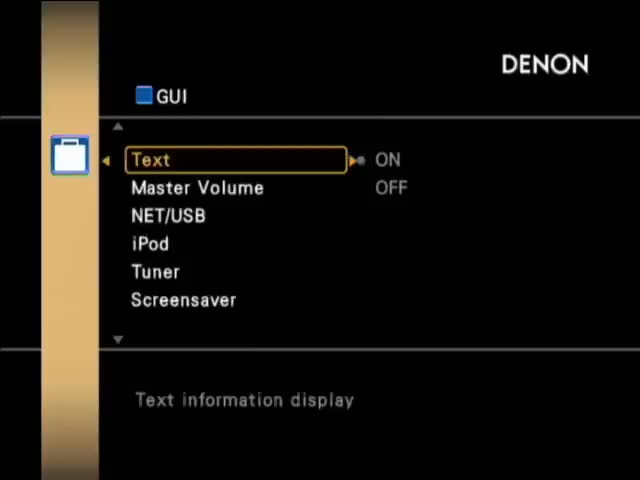 DENON
GUI
Text ON
Master Volume OFF
NET/USB
iPod
Tuner
Screensaver
Text information display